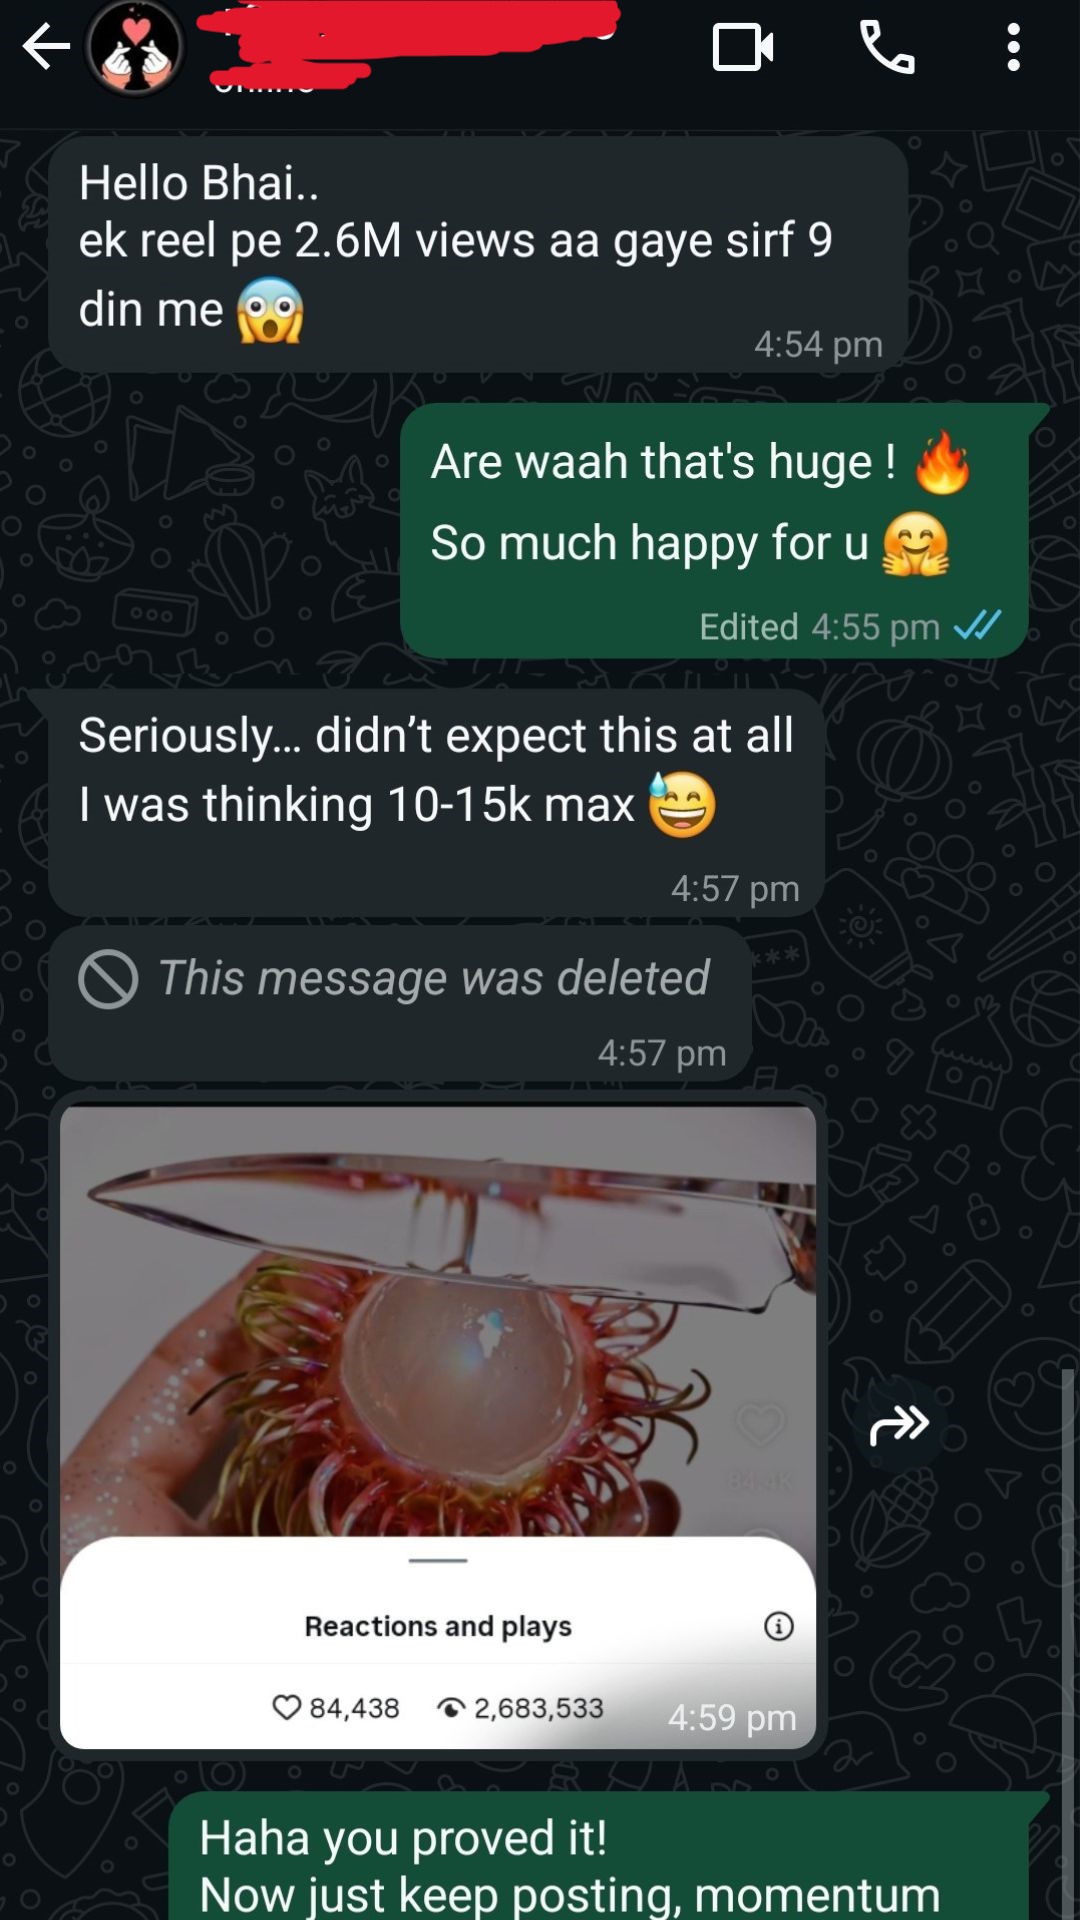 Hello Bhai..
ek reel pe 2.6M views aa gaye sirf 9
din me 😱
4:54 pm
Are waah that's huge ! 🔥
So much happy for u 🤗
Edited 4:55 pm
Seriously... didn’t expect this at all
I was thinking 10-15k max 😅
4:57 pm
This message was deleted
4:57 pm
84.4K
Reactions and plays
84,438 2,683,533
4:59 pm
Haha you proved it!
Now just keep posting, momentum